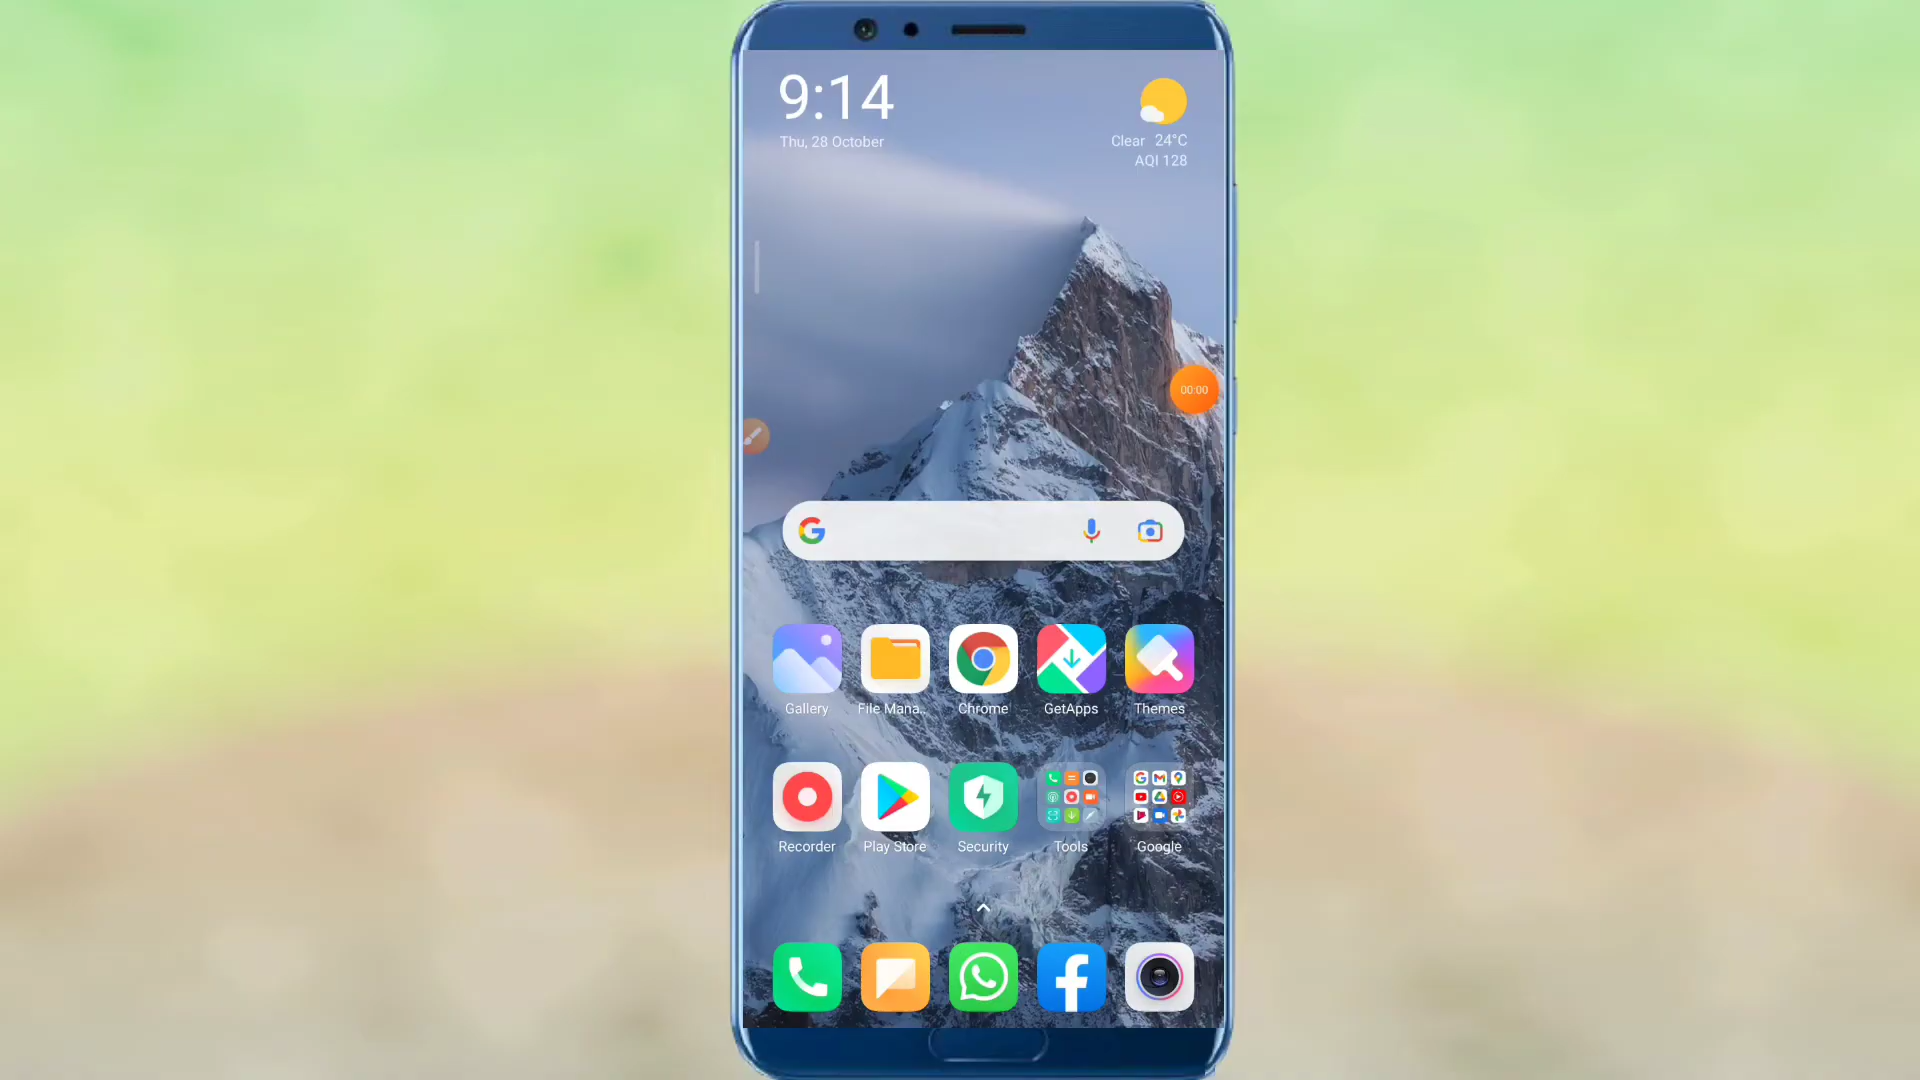 9:14
Thu, 28 October
Clear 24°C
AQI 128
00:00
Gallery
File Mana..
Chrome
GetApps
Themes
Recorder
Play Store
Security
Tools
Google